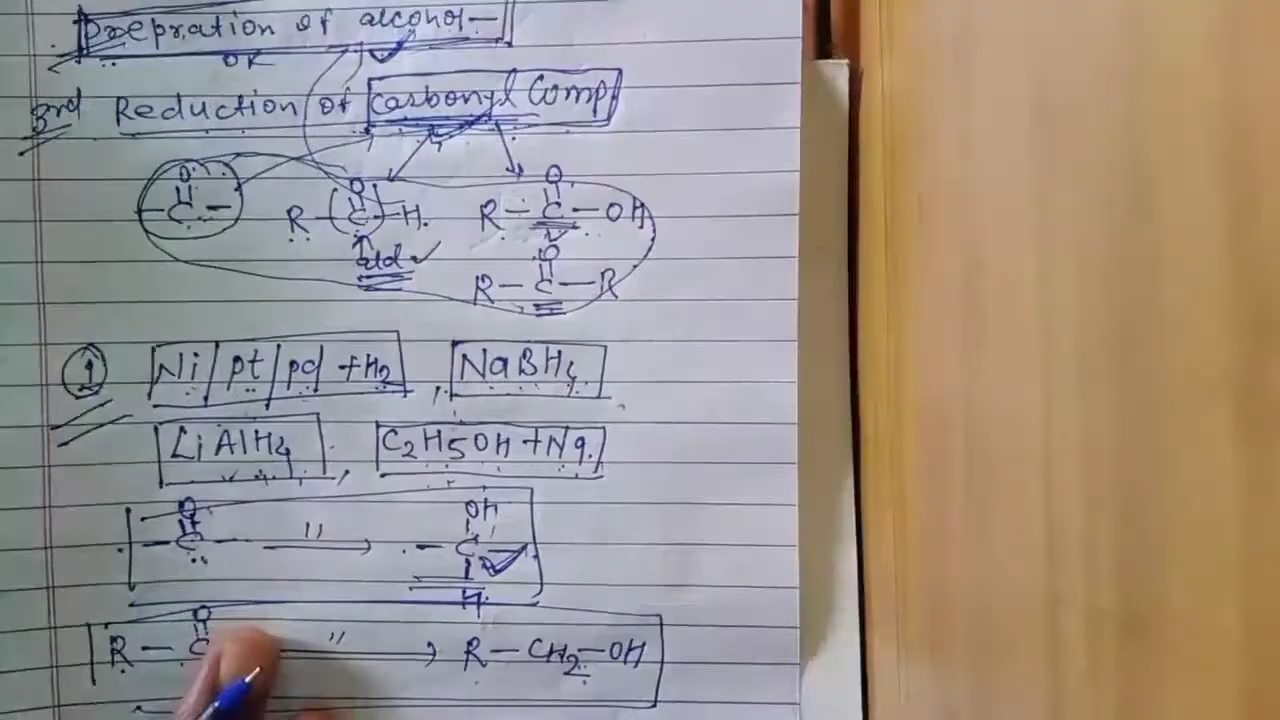 Prepration of alcohol—
OR
3rd Reduction of Carbonyl Comp
O O O
— C — R — ( C ) — H. R — C — OH
ald O
R — C — R
1 Ni/pt/pd + H2 , NaBH4
LiAlH4 , C2H5OH + Na.
O OH
— C — " → — C —
H
O
R — C " → R — CH2 — OH